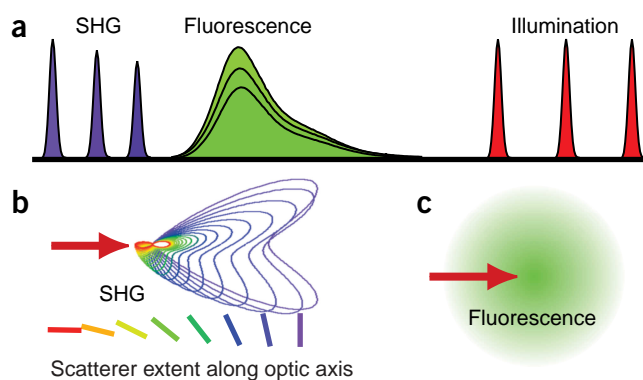 a
SHG Fluorescence Illumination
b
SHG
Scatterer extent along optic axis
c
Fluorescence